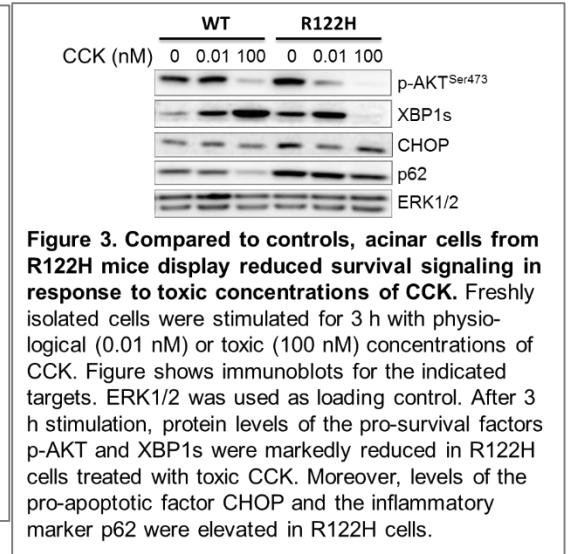 WT R122H
CCK (nM) 0 0.01 100 0 0.01 100
p-AKTSer473
XBP1s
CHOP
p62
ERK1/2
Figure 3. Compared to controls, acinar cells from
R122H mice display reduced survival signaling in
response to toxic concentrations of CCK. Freshly
isolated cells were stimulated for 3 h with physio-
logical (0.01 nM) or toxic (100 nM) concentrations of
CCK. Figure shows immunoblots for the indicated
targets. ERK1/2 was used as loading control. After 3
h stimulation, protein levels of the pro-survival factors
p-AKT and XBP1s were markedly reduced in R122H
cells treated with toxic CCK. Moreover, levels of the
pro-apoptotic factor CHOP and the inflammatory
marker p62 were elevated in R122H cells.